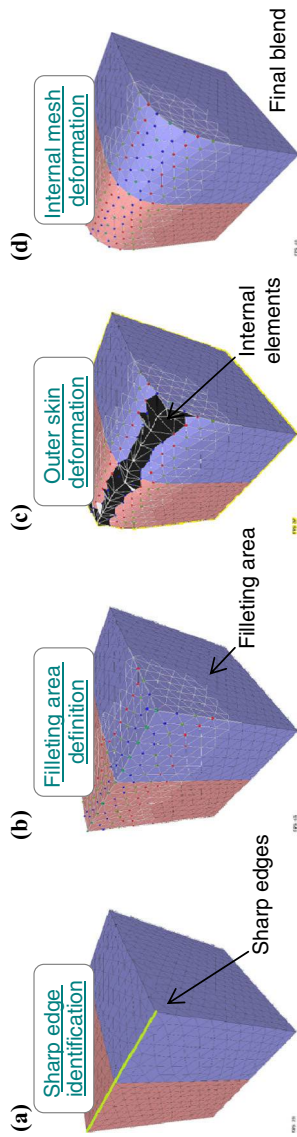 (a)
Sharp edge
identification
Sharp edges
(b)
Filleting area
definition
Filleting area
(c)
Outer skin
deformation
Internal
elements
(d)
Internal mesh
deformation
Final blend